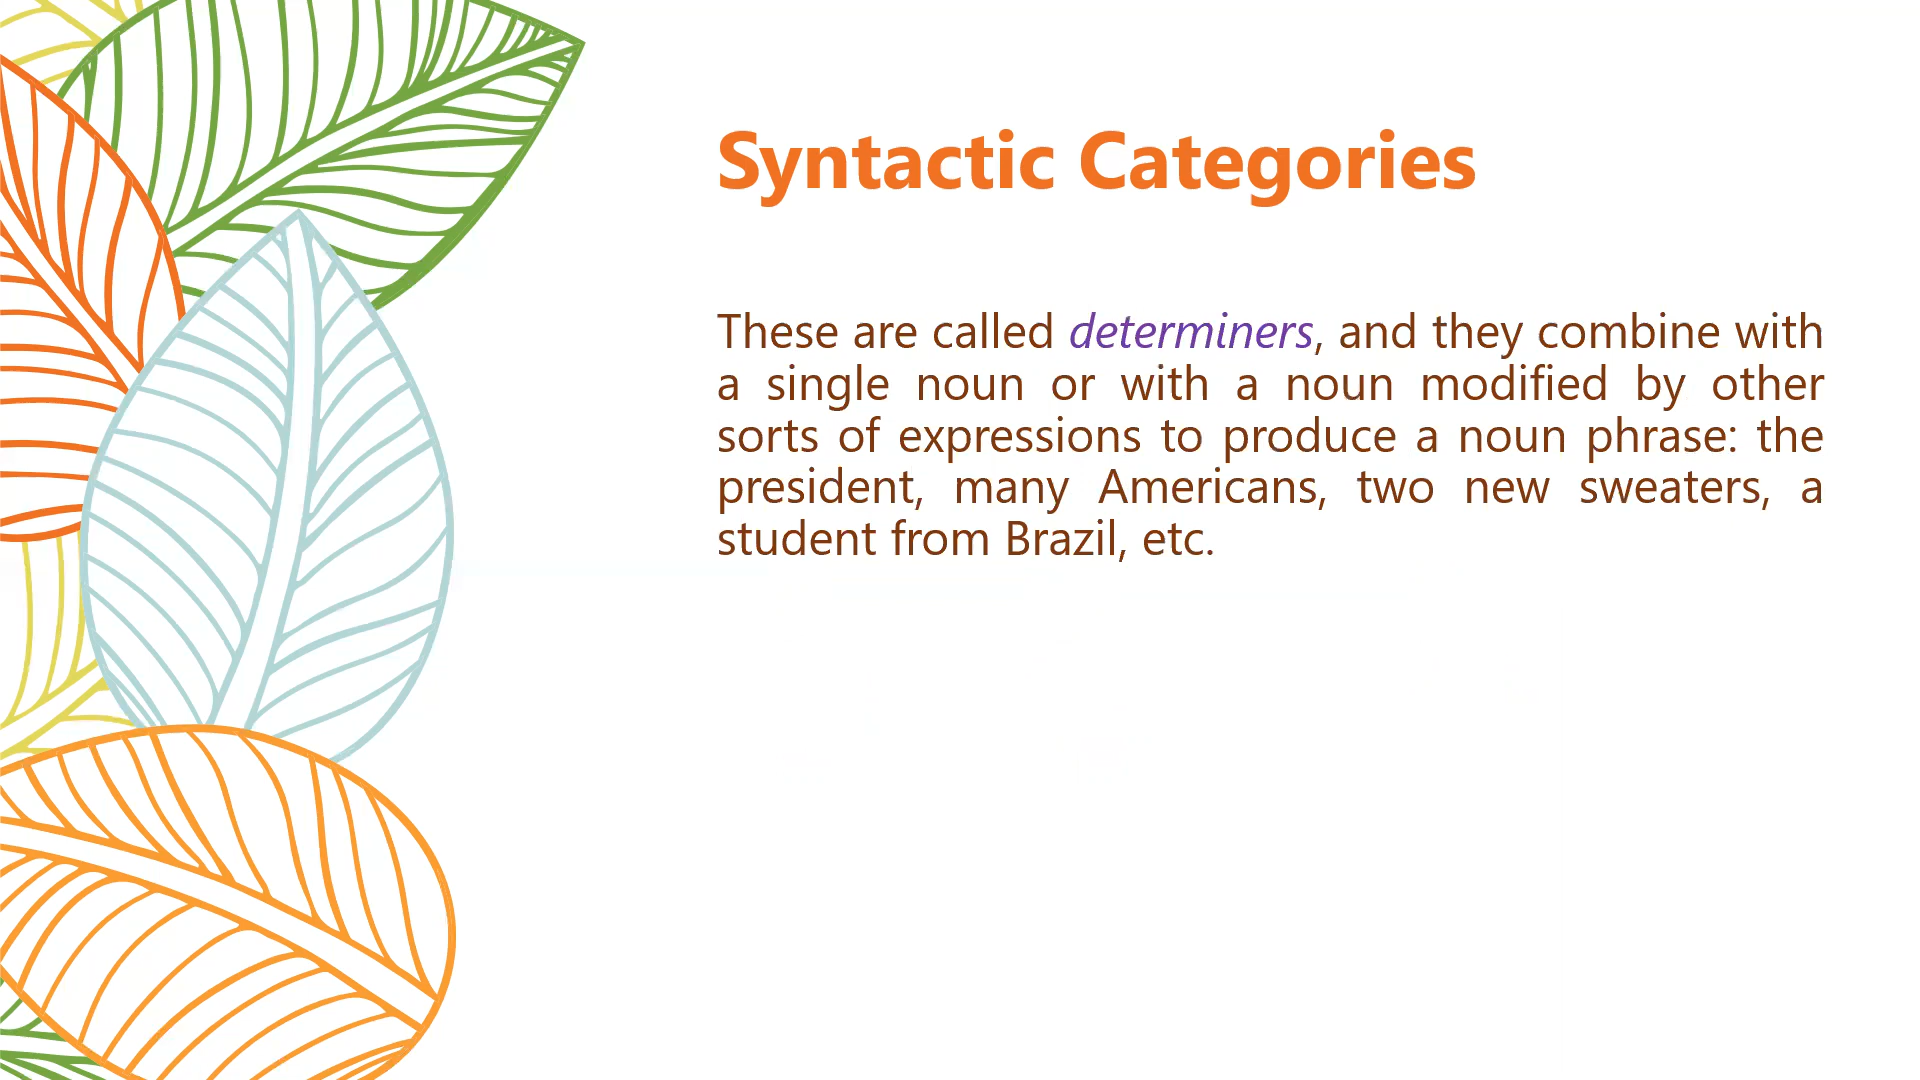 Syntactic Categories
These are called determiners, and they combine with
a single noun or with a noun modified by other
sorts of expressions to produce a noun phrase: the
president, many Americans, two new sweaters, a
student from Brazil, etc.